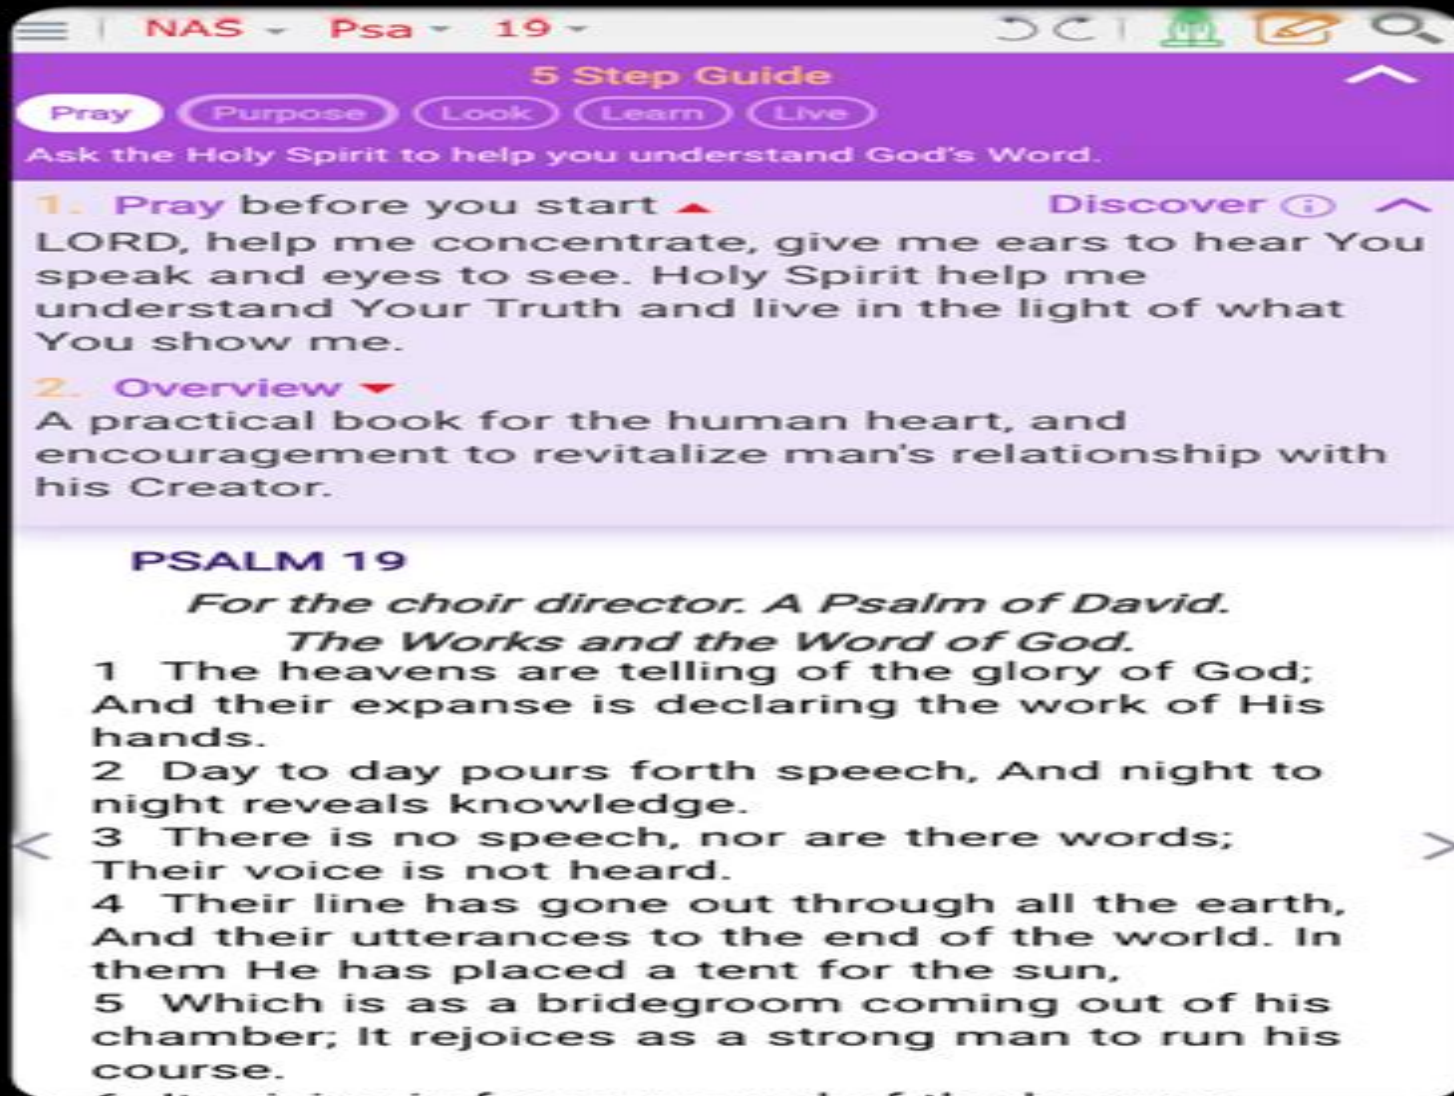 NAS Psa 19
5 Step Guide
Pray Purpose Look Learn Live
Ask the Holy Spirit to help you understand God's Word.
1. Pray before you start Discover
LORD, help me concentrate, give me ears to hear You
speak and eyes to see. Holy Spirit help me
understand Your Truth and live in the light of what
You show me.
2. Overview
A practical book for the human heart, and
encouragement to revitalize man's relationship with
his Creator.
PSALM 19
For the choir director. A Psalm of David.
The Works and the Word of God.
1 The heavens are telling of the glory of God;
And their expanse is declaring the work of His
hands.
2 Day to day pours forth speech, And night to
night reveals knowledge.
3 There is no speech, nor are there words;
Their voice is not heard.
4 Their line has gone out through all the earth,
And their utterances to the end of the world. In
them He has placed a tent for the sun,
5 Which is as a bridegroom coming out of his
chamber; It rejoices as a strong man to run his
course.